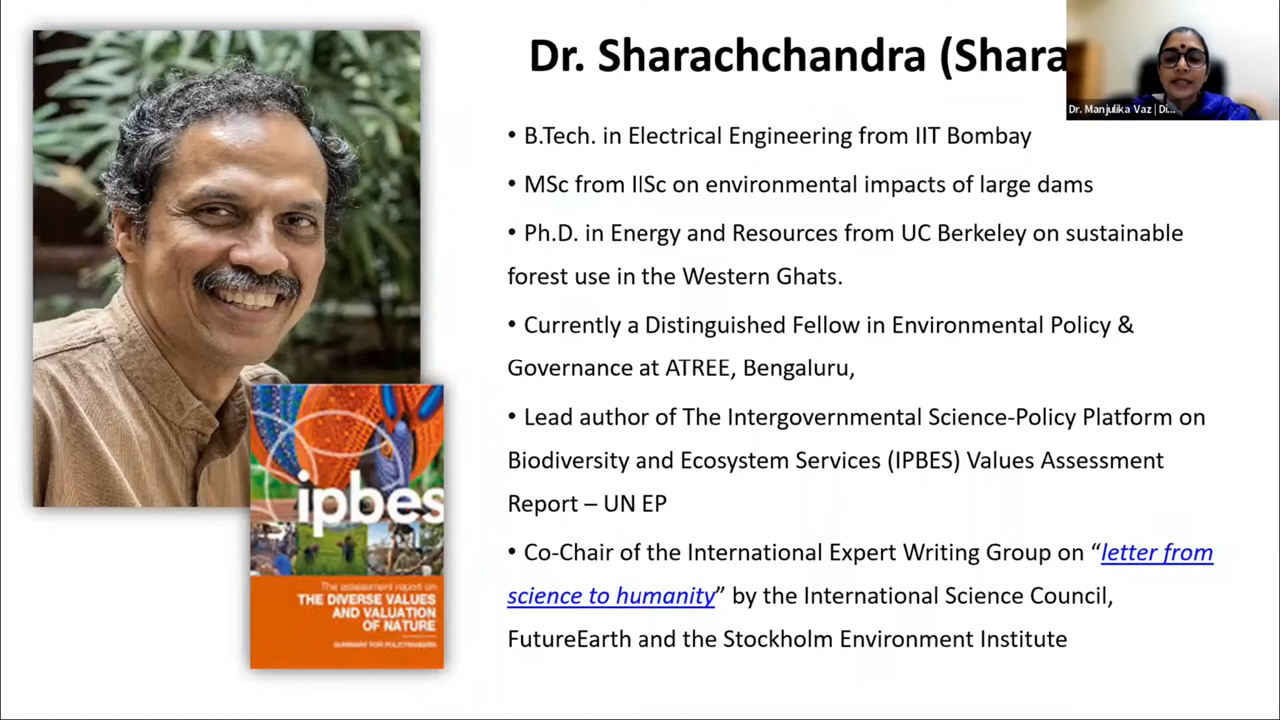 Dr. Sharachchandra (Shara
Dr. Manjulika Vaz | Di...
• B.Tech. in Electrical Engineering from IIT Bombay
• MSc from IISc on environmental impacts of large dams
• Ph.D. in Energy and Resources from UC Berkeley on sustainable
forest use in the Western Ghats.
• Currently a Distinguished Fellow in Environmental Policy &
Governance at ATREE, Bengaluru,
• Lead author of The Intergovernmental Science-Policy Platform on
Biodiversity and Ecosystem Services (IPBES) Values Assessment
Report – UN EP
• Co-Chair of the International Expert Writing Group on “letter from
science to humanity” by the International Science Council,
FutureEarth and the Stockholm Environment Institute
ipbes
The assessment report on
THE DIVERSE VALUES
AND VALUATION
OF NATURE
SUMMARY FOR POLICYMAKERS